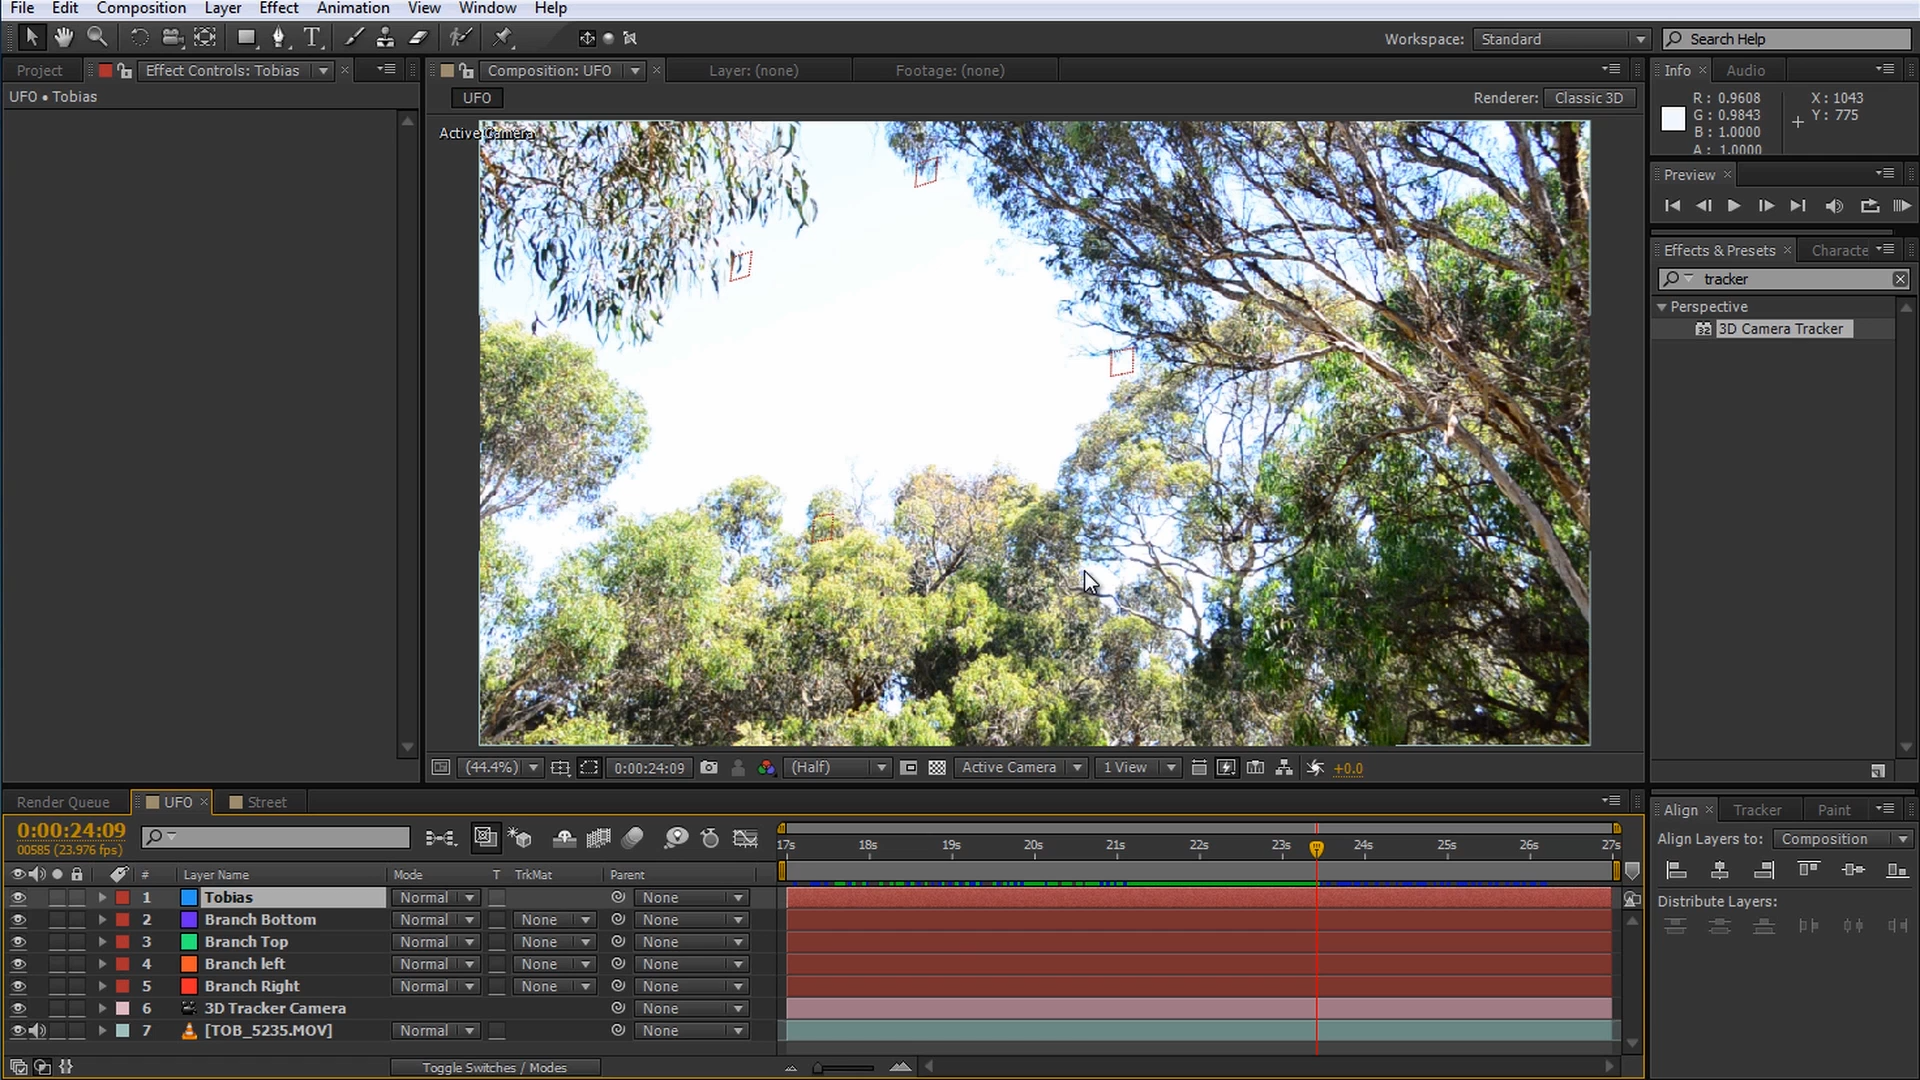 File Edit Composition Layer Effect Animation View Window Help
Workspace: Standard Search Help
Project Effect Controls: Tobias Composition: UFO Layer: (none) Footage: (none) Info Audio
UFO • Tobias UFO Renderer: Classic 3D
R : 0.9608 X : 1043
G : 0.9843 Y : 775
B : 1.0000
A : 1.0000
Active Camera
Preview
Effects & Presets Characte
tracker
Perspective
32 3D Camera Tracker
(44.4%) 0:00:24:09 (Half) Active Camera 1 View +0.0
Render Queue UFO Street
Align Tracker Paint
0:00:24:09
00585 (23.976 fps)
17s 18s 19s 20s 21s 22s 23s 24s 25s 26s 27s
Align Layers to: Composition
# Layer Name Mode T TrkMat Parent
1 Tobias Normal None
2 Branch Bottom Normal None None
3 Branch Top Normal None None
4 Branch left Normal None None
5 Branch Right Normal None None
6 3D Tracker Camera None
7 [TOB_5235.MOV] Normal None
Distribute Layers:
Toggle Switches / Modes